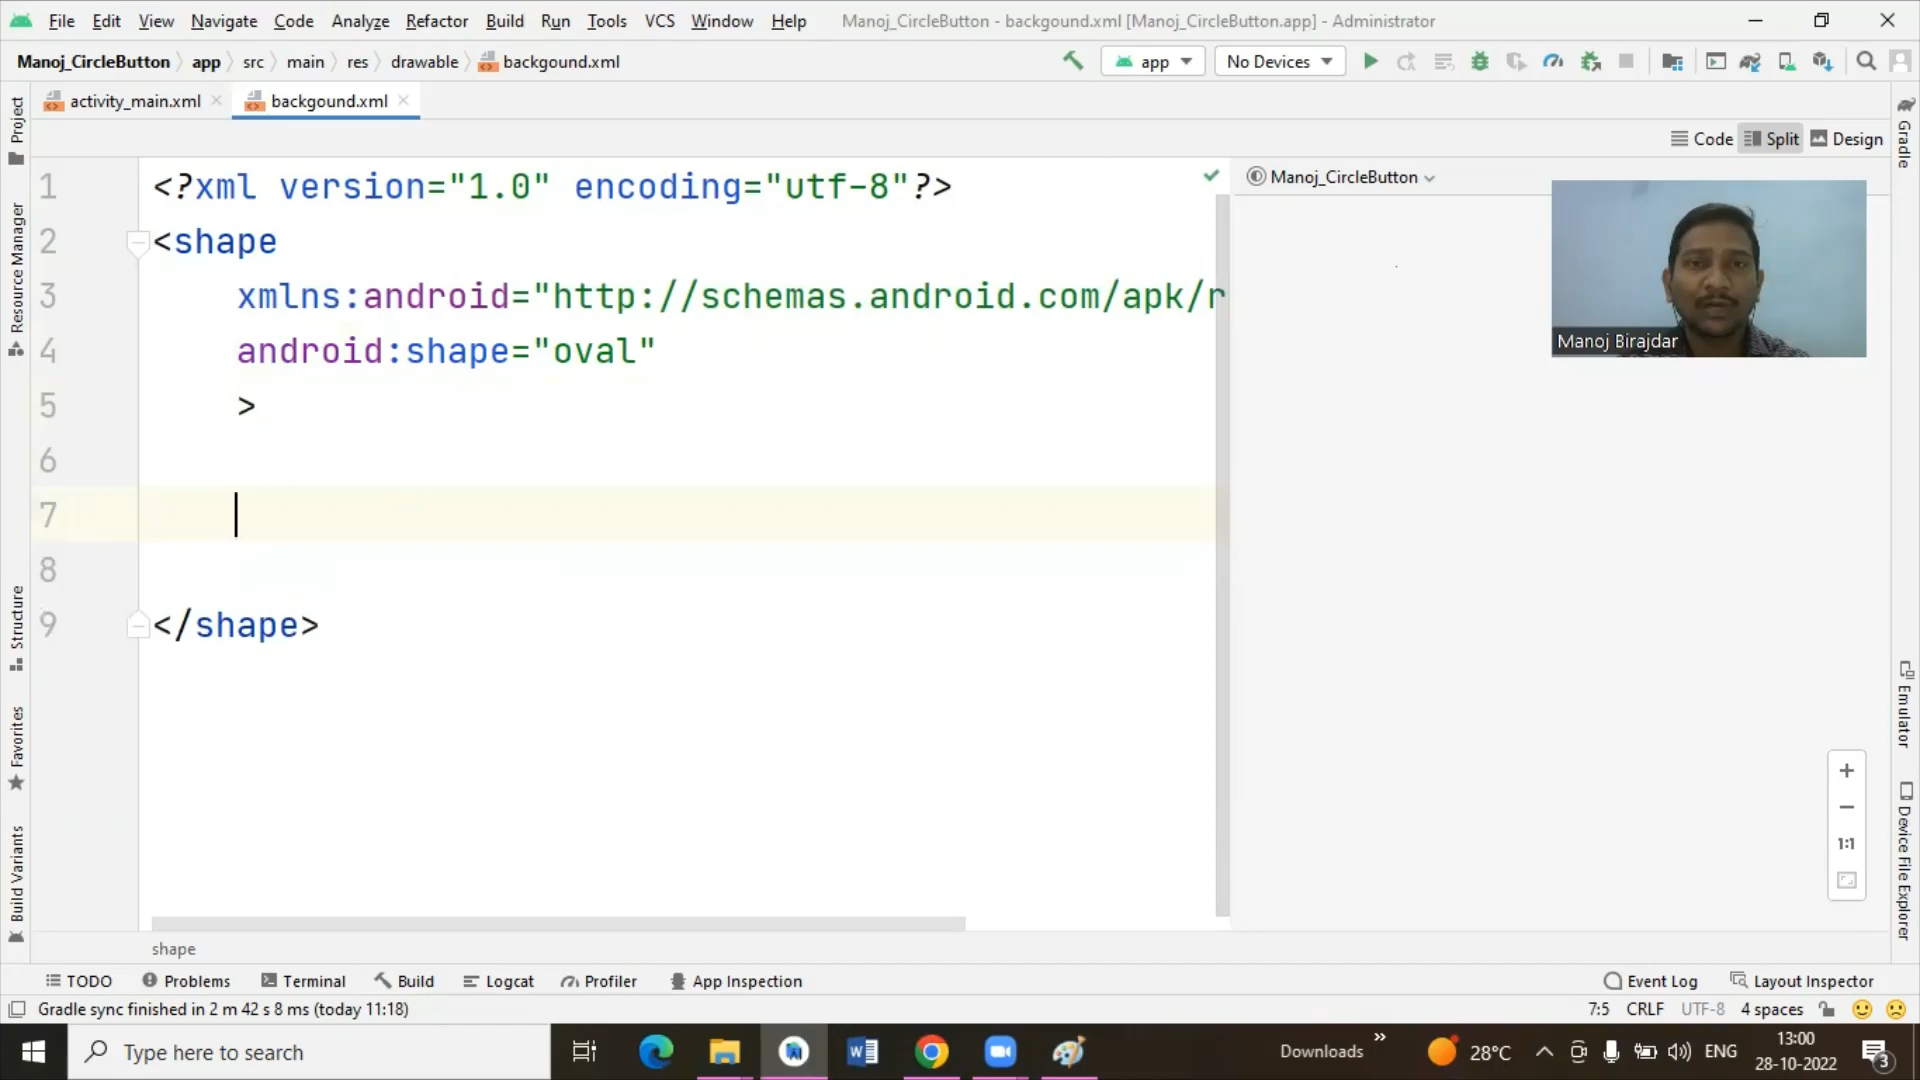 File Edit View Navigate Code Analyze Refactor Build Run Tools VCS Window Help Manoj_CircleButton - backgound.xml [Manoj_CircleButton.app] - Administrator
Manoj_CircleButton app src main res drawable backgound.xml app No Devices
activity_main.xml backgound.xml
Code Split Design
Manoj_CircleButton
1 <?xml version="1.0" encoding="utf-8"?>
2 <shape
3 xmlns:android="http://schemas.android.com/apk/r
4 android:shape="oval"
5 >
6
7
8
9 </shape>
Manoj Birajdar
Project
Resource Manager
Structure
Favorites
Build Variants
Gradle
Emulator
Device File Explorer
1:1
shape
TODO Problems Terminal Build Logcat Profiler App Inspection Event Log Layout Inspector
Gradle sync finished in 2 m 42 s 8 ms (today 11:18) 7:5 CRLF UTF-8 4 spaces
Type here to search Downloads 28°C ENG 13:00
28-10-2022 3